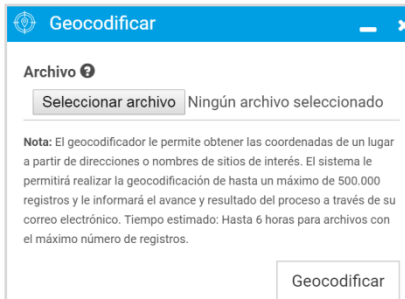 Geocodificar
Archivo
Seleccionar archivo Ningún archivo seleccionado
Nota: El geocodificador le permite obtener las coordenadas de un lugar
a partir de direcciones o nombres de sitios de interés. El sistema le
permitirá realizar la geocodificación de hasta un máximo de 500.000
registros y le informará el avance y resultado del proceso a través de su
correo electrónico. Tiempo estimado: Hasta 6 horas para archivos con
el máximo número de registros.
Geocodificar